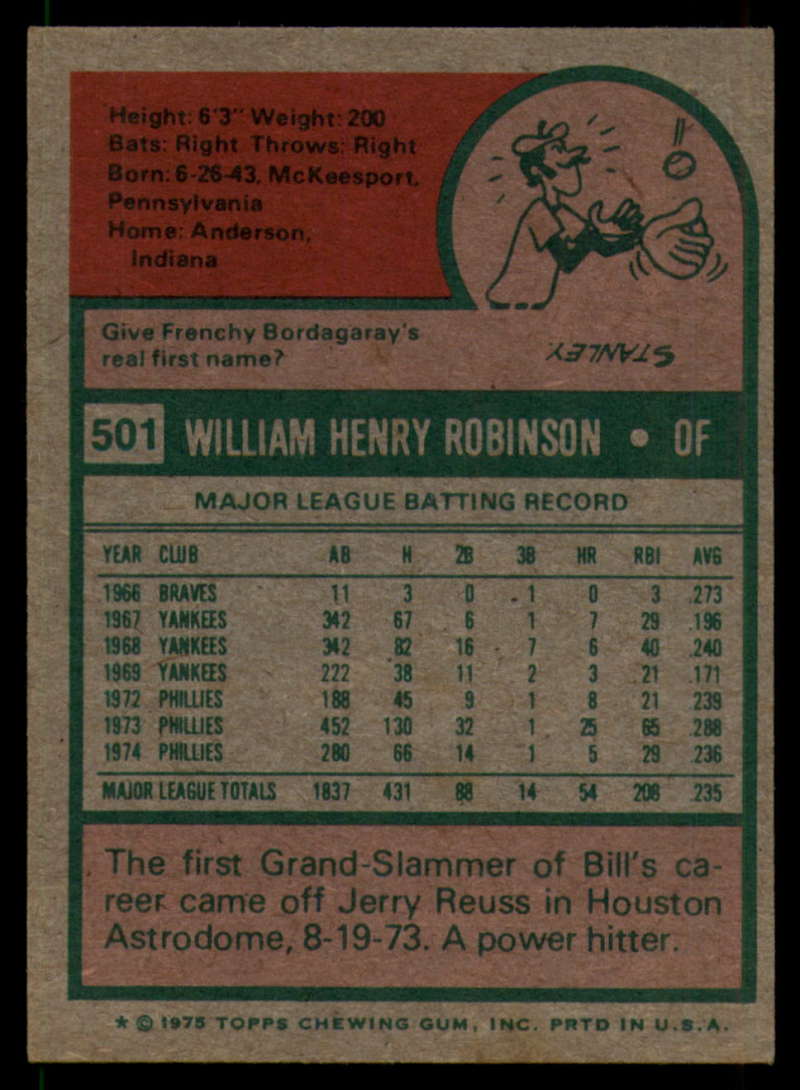 Height: 6'3" Weight: 200
Bats: Right Throws: Right
Born: 6-26-43, McKeesport,
Pennsylvania
Home: Anderson,
Indiana
Give Frenchy Bordagaray's
real first name?
STANLEY.
501 WILLIAM HENRY ROBINSON • OF
MAJOR LEAGUE BATTING RECORD
YEAR CLUB AB H 2B 3B HR RBI AVG
1966 BRAVES 11 3 0 1 0 3 .273
1967 YANKEES 342 67 6 1 7 29 .196
1968 YANKEES 342 82 16 7 6 40 .240
1969 YANKEES 222 38 11 2 3 21 .171
1972 PHILLIES 188 45 9 1 8 21 .239
1973 PHILLIES 452 130 32 1 25 65 .288
1974 PHILLIES 280 66 14 1 5 29 .236
MAJOR LEAGUE TOTALS 1837 431 88 14 54 208 .235
The first Grand-Slammer of Bill's ca-
reer came off Jerry Reuss in Houston
Astrodome, 8-19-73. A power hitter.
* © 1975 TOPPS CHEWING GUM, INC. PRTD IN U.S.A.